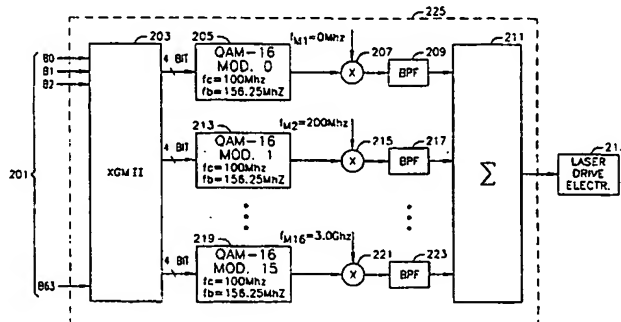 225
203
205
211
B0
B1
B2
4 BIT
QAM-16
MOD. 0
fc=100Mhz
fb=156.25MhZ
fM1=0Mhz
207
209
X
BPF
213
4 BIT
QAM-16
MOD. 1
fc=100Mhz
fb=156.25MhZ
fM2=200Mhz
215
217
X
BPF
201
XGMII
Σ
LASER
DRIVE
ELECTR.
219
4 BIT
QAM-16
MOD. 15
fc=100Mhz
fb=156.25MhZ
fM16=3.0Ghz
221
223
X
BPF
B63